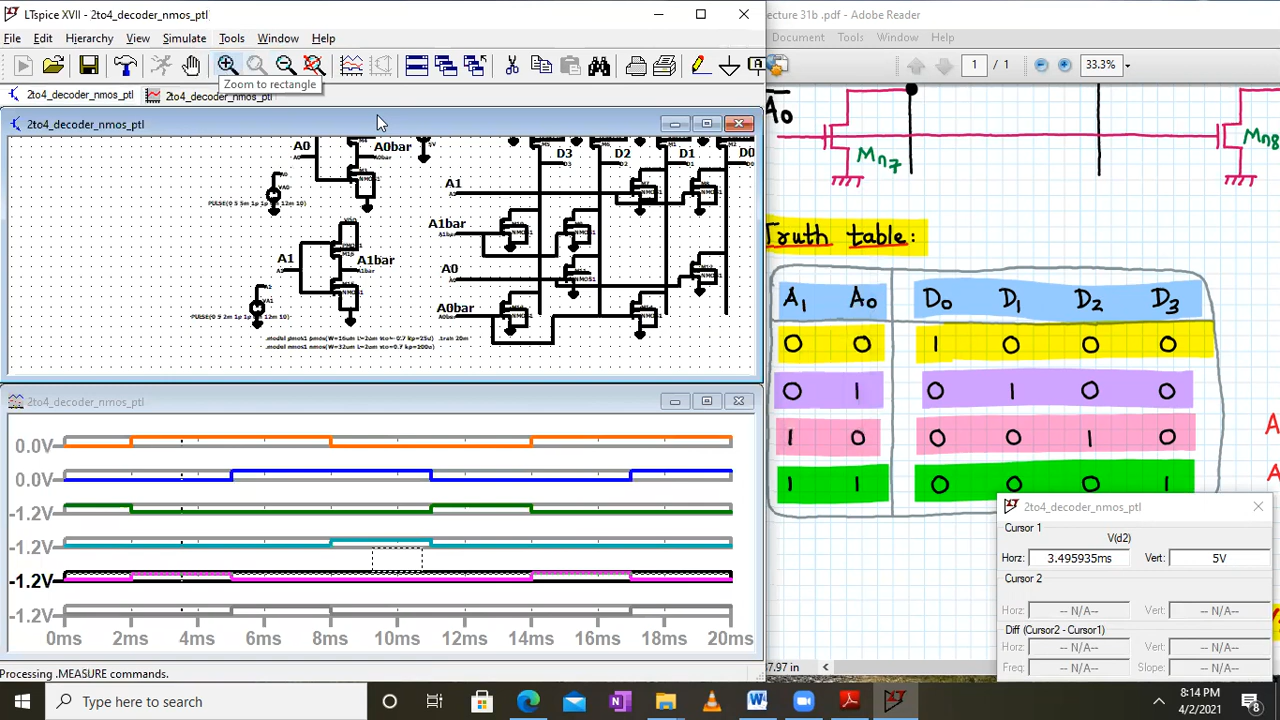 LTspice XVII - 2to4_decoder_nmos_ptl
File Edit Hierarchy View Simulate Tools Window Help
Zoom to rectangle
2to4_decoder_nmos_ptl 2to4_decoder_nmos_ptl
2to4_decoder_nmos_ptl
A0 A0bar D3 D2 D1 D0
A1
A1bar
A1 A1bar
A0
A0bar
2to4_decoder_nmos_ptl
0.0V
0.0V
-1.2V
-1.2V
-1.2V
-1.2V
0ms 2ms 4ms 6ms 8ms 10ms 12ms 14ms 16ms 18ms 20ms
Processing .MEASURE commands.
ecture 31b .pdf - Adobe Reader
Document Tools Window Help
1 / 1 33.3%
A0
Mn7 Mn8
Truth table:
A1 A0 D0 D1 D2 D3
0 0 1 0 0 0
0 1 0 1 0 0
1 0 0 0 1 0
1 1 0 0 0 1
2to4_decoder_nmos_ptl
Cursor 1
V(d2)
Horz: 3.495935ms Vert: 5V
Cursor 2
Horz: -- N/A-- Vert: -- N/A--
Diff (Cursor2 - Cursor1)
Horz: -- N/A-- Vert: -- N/A--
Freq: -- N/A-- Slope: -- N/A--
7.97 in
Type here to search
8:14 PM
4/2/2021
8